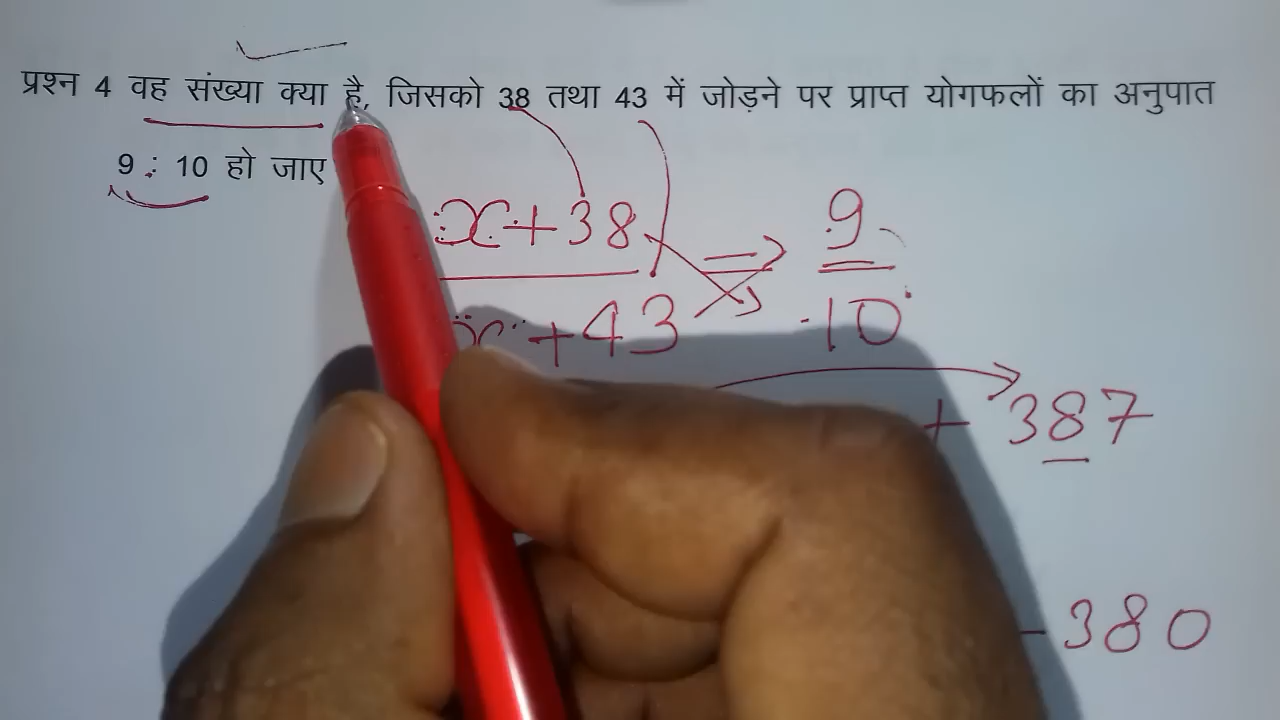 प्रश्न 4 वह संख्या क्या है, जिसको 38 तथा 43 में जोड़ने पर प्राप्त योगफलों का अनुपात
9 : 10 हो जाए
x + 38 => 9
x + 43 10
+ 387
- 380